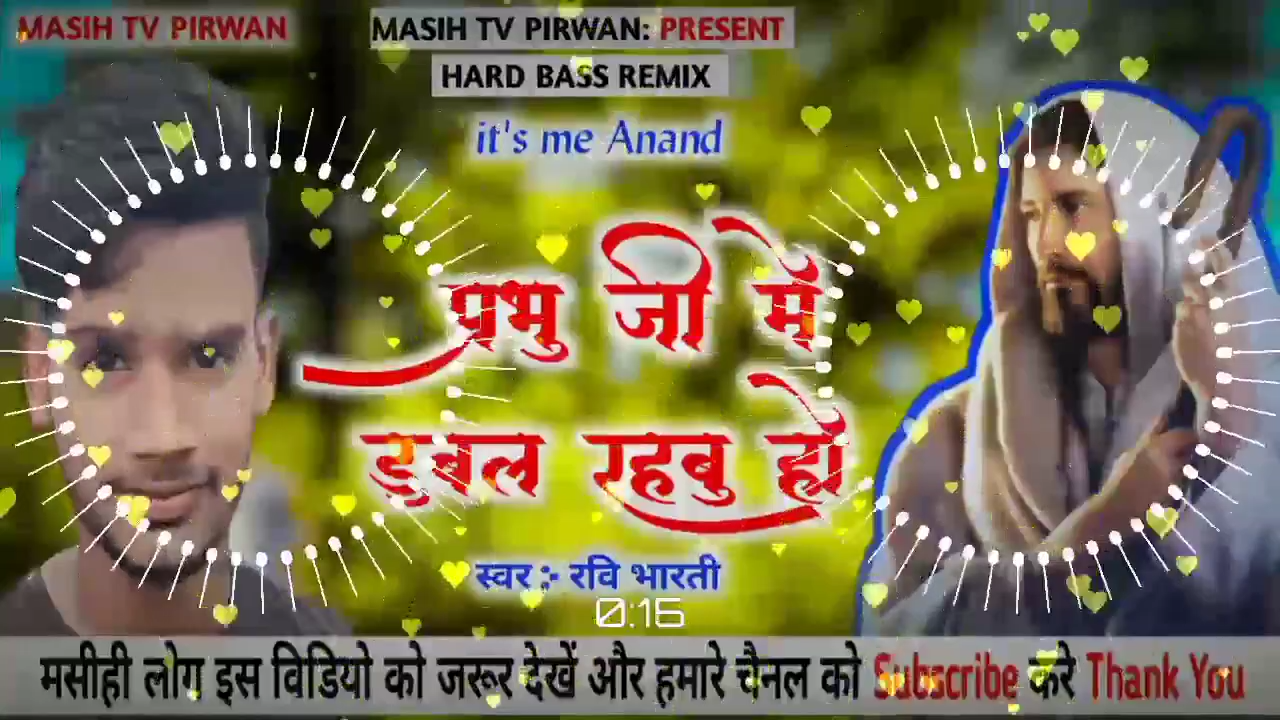 MASIH TV PIRWAN
MASIH TV PIRWAN: PRESENT
HARD BASS REMIX
it's me Anand
प्रभु जी में
डुबल रहबु हो
स्वर :- रवि भारती
0:15
मसीही लोग इस विडियो को जरूर देखें और हमारे चैनल को Subscribe करे Thank You